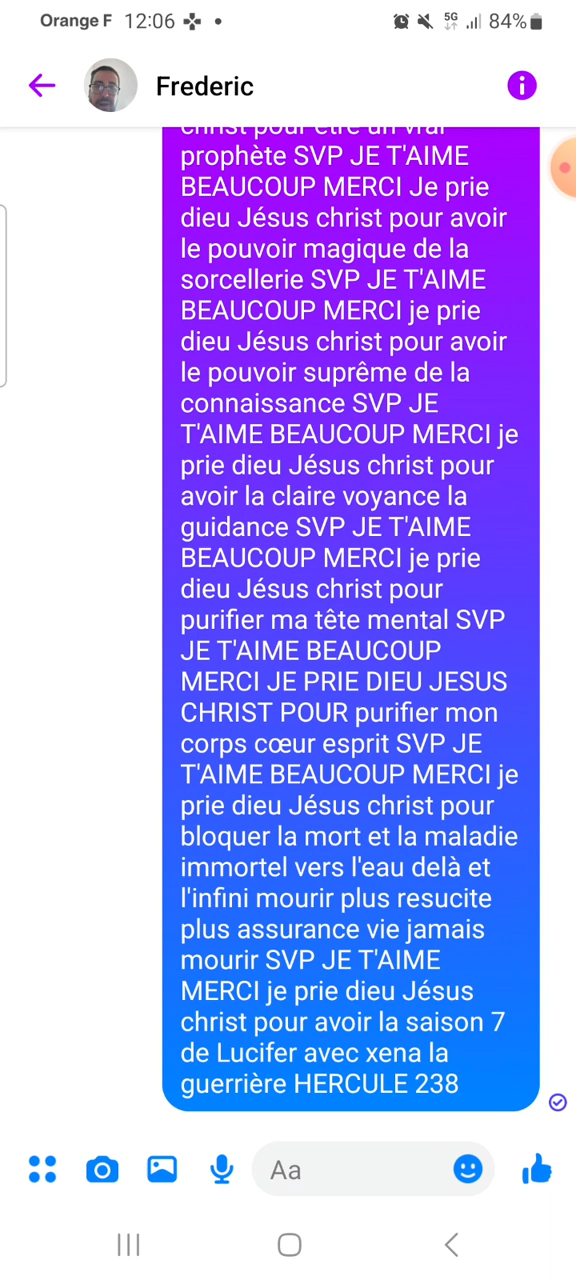 Orange F 12:06
5G 84%
Frederic
christ pour être un vrai
prophète SVP JE T'AIME
BEAUCOUP MERCI Je prie
dieu Jésus christ pour avoir
le pouvoir magique de la
sorcellerie SVP JE T'AIME
BEAUCOUP MERCI je prie
dieu Jésus christ pour avoir
le pouvoir suprême de la
connaissance SVP JE
T'AIME BEAUCOUP MERCI je
prie dieu Jésus christ pour
avoir la claire voyance la
guidance SVP JE T'AIME
BEAUCOUP MERCI je prie
dieu Jésus christ pour
purifier ma tête mental SVP
JE T'AIME BEAUCOUP
MERCI JE PRIE DIEU JESUS
CHRIST POUR purifier mon
corps cœur esprit SVP JE
T'AIME BEAUCOUP MERCI je
prie dieu Jésus christ pour
bloquer la mort et la maladie
immortel vers l'eau delà et
l'infini mourir plus resucite
plus assurance vie jamais
mourir SVP JE T'AIME
MERCI je prie dieu Jésus
christ pour avoir la saison 7
de Lucifer avec xena la
guerrière HERCULE 238
Aa